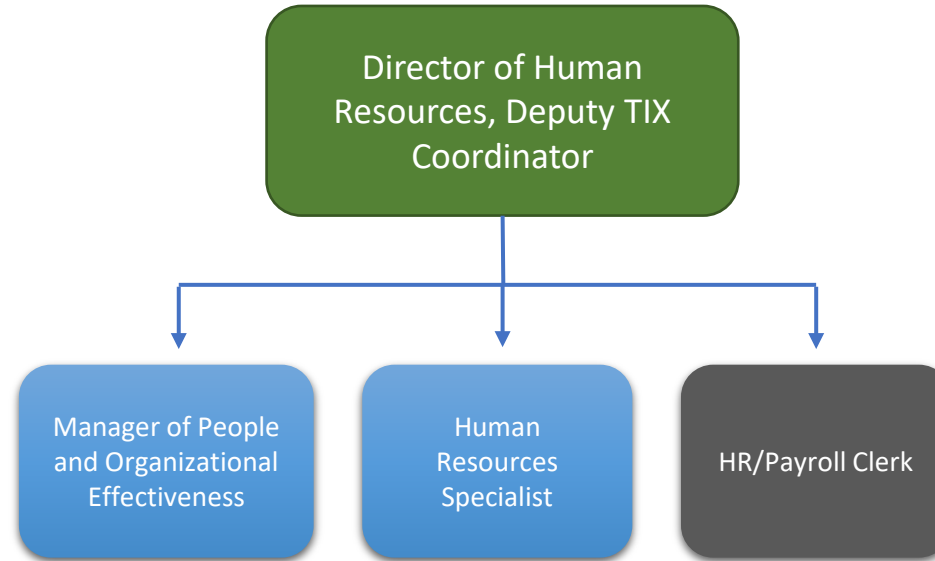 Director of Human
Resources, Deputy TIX
Coordinator
Manager of People
and Organizational
Effectiveness
Human
Resources
Specialist
HR/Payroll Clerk